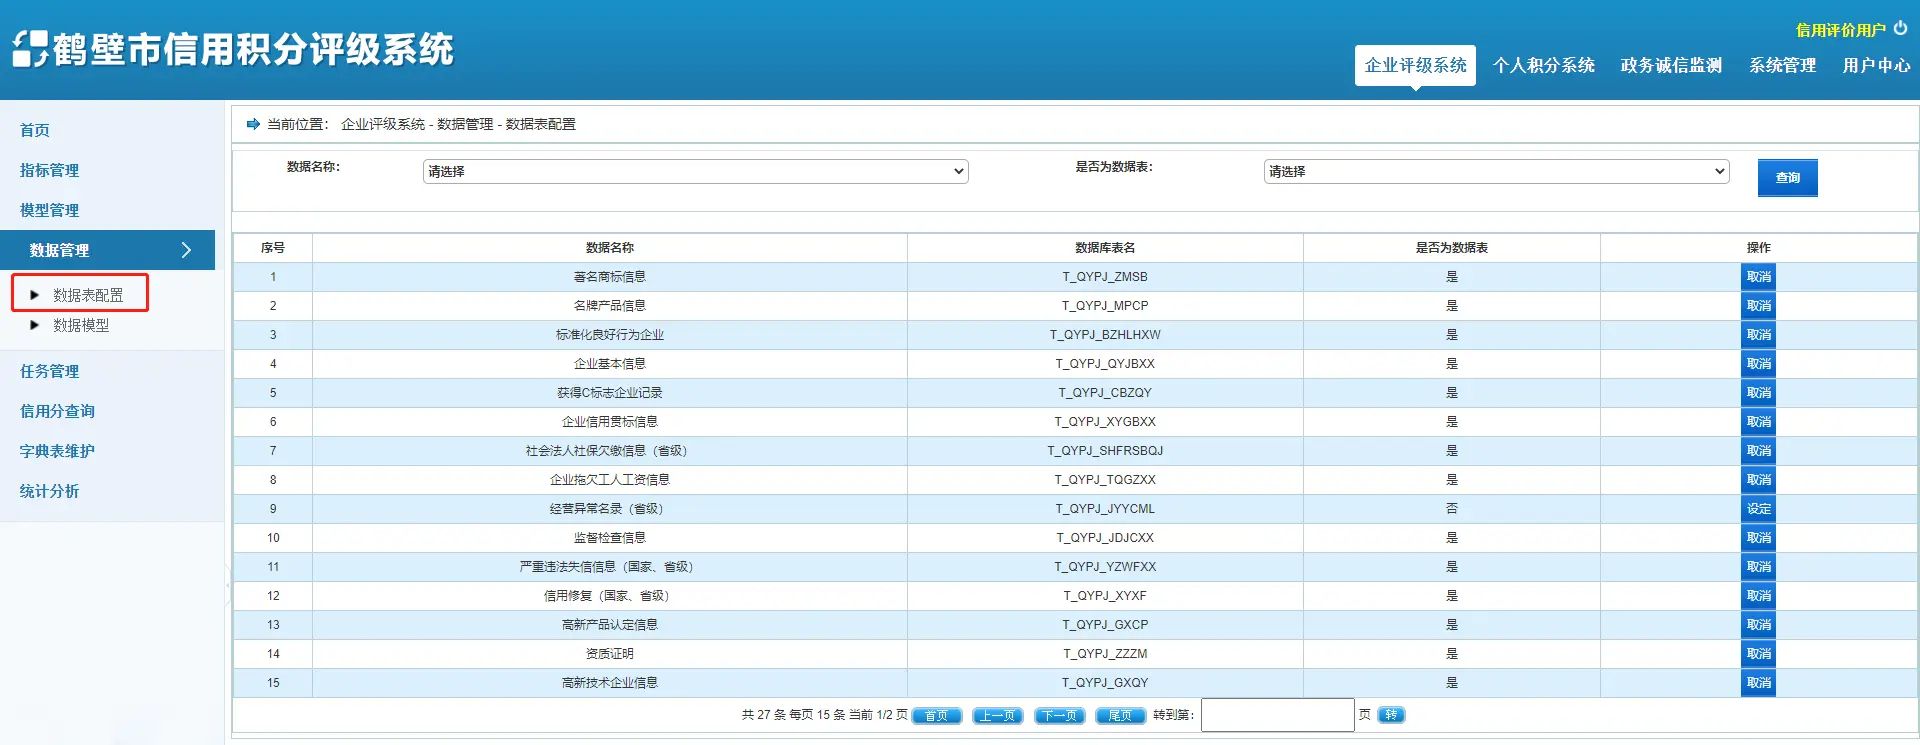 鹤壁市信用积分评级系统
信用评价用户
企业评级系统 个人积分系统 政务诚信监测 系统管理 用户中心
首页
指标管理
模型管理
数据管理
数据表配置
数据模型
任务管理
信用分查询
字典表维护
统计分析
当前位置： 企业评级系统 - 数据管理 - 数据表配置
数据名称: 请选择 是否为数据表: 请选择 查询
序号 数据名称 数据库表名 是否为数据表 操作
1 著名商标信息 T_QYPJ_ZMSB 是 取消
2 名牌产品信息 T_QYPJ_MPCP 是 取消
3 标准化良好行为企业 T_QYPJ_BZHLHXW 是 取消
4 企业基本信息 T_QYPJ_QYJBXX 是 取消
5 获得C标志企业记录 T_QYPJ_CBZQY 是 取消
6 企业信用贯标信息 T_QYPJ_XYGBXX 是 取消
7 社会法人社保欠缴信息（省级） T_QYPJ_SHFRSBQJ 是 取消
8 企业拖欠工人工资信息 T_QYPJ_TQGZXX 是 取消
9 经营异常名录（省级） T_QYPJ_JYYCML 否 设定
10 监督检查信息 T_QYPJ_JDJCXX 是 取消
11 严重违法失信信息（国家、省级） T_QYPJ_YZWFXX 是 取消
12 信用修复（国家、省级） T_QYPJ_XYXF 是 取消
13 高新产品认定信息 T_QYPJ_GXCP 是 取消
14 资质证明 T_QYPJ_ZZZM 是 取消
15 高新技术企业信息 T_QYPJ_GXQY 是 取消
共 27 条 每页 15 条 当前 1/2 页 首页 上一页 下一页 尾页 转到第: 页 转